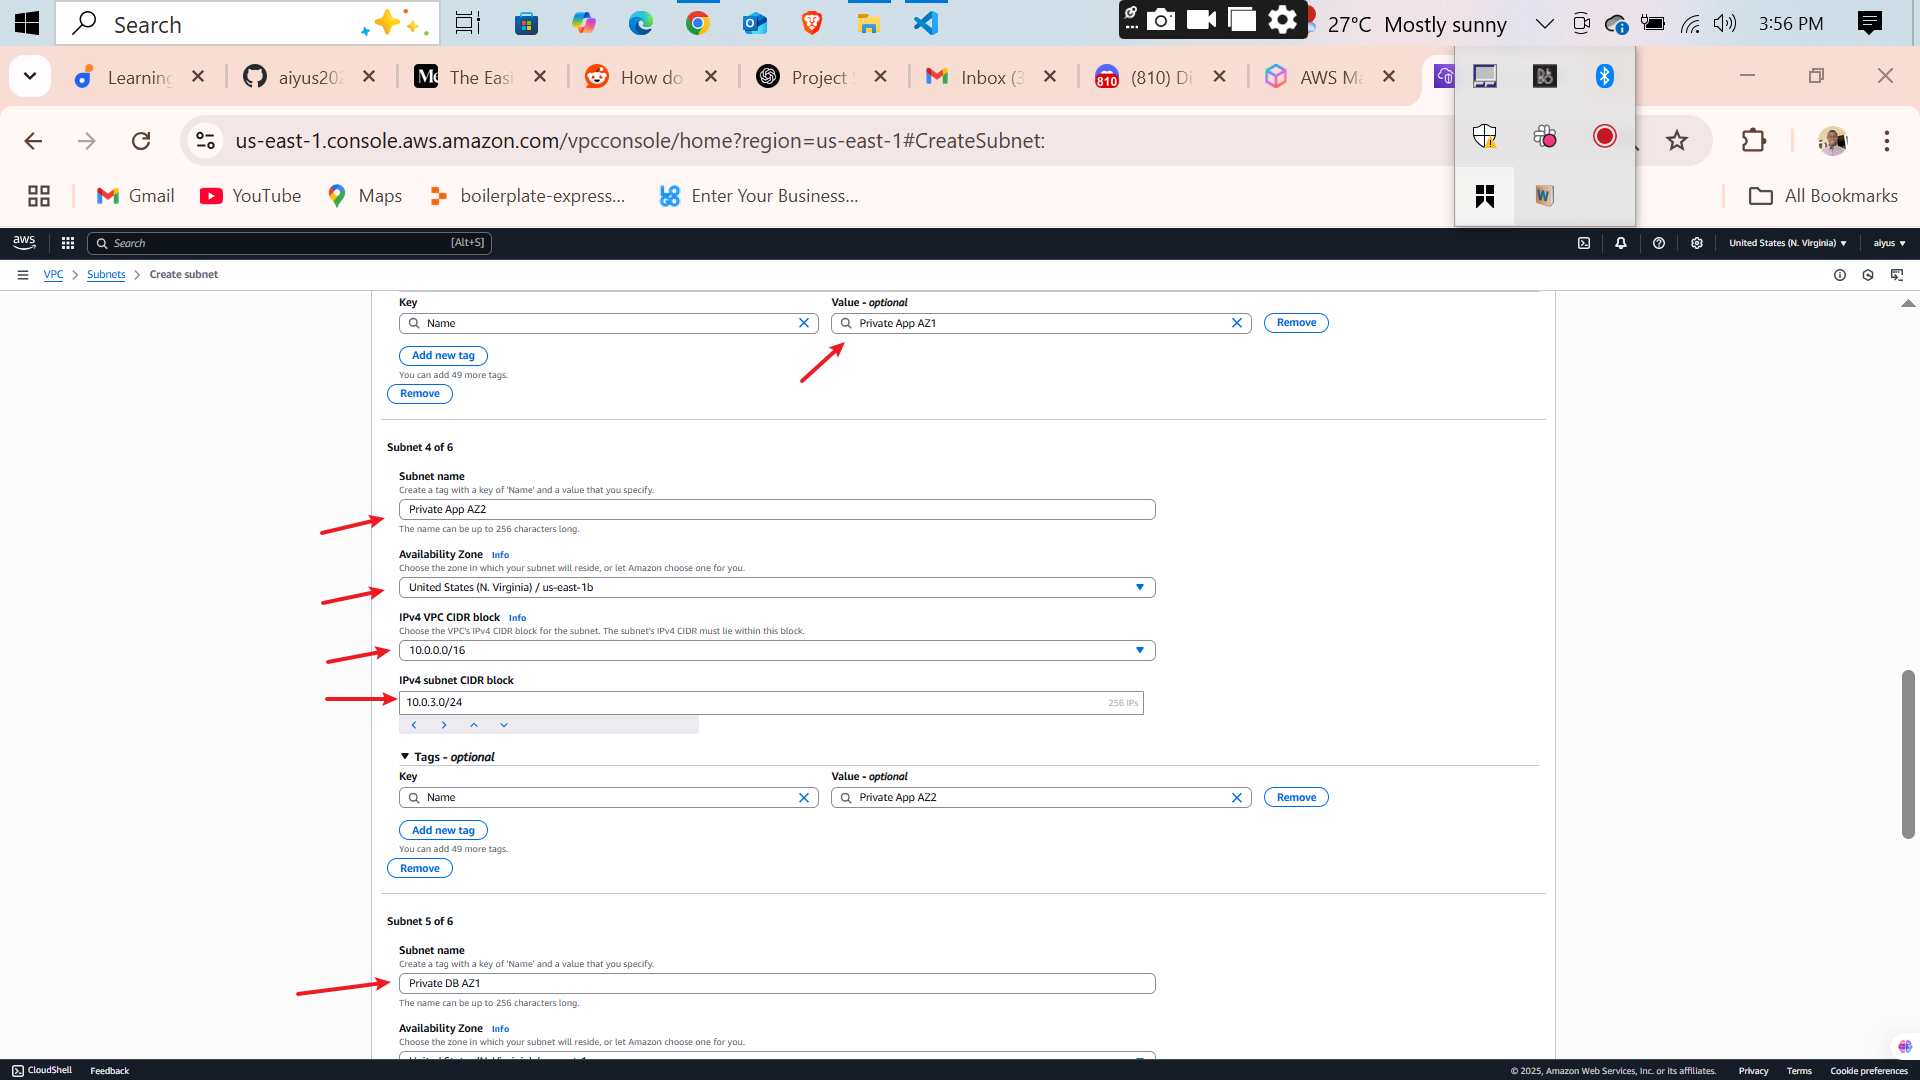 Search
27°C Mostly sunny
3:56 PM
Learning
aiyus202
The Easi
How do
Project S
Inbox (3
(810) Di
AWS Ma
us-east-1.console.aws.amazon.com/vpcconsole/home?region=us-east-1#CreateSubnet:
Gmail
YouTube
Maps
boilerplate-express...
Enter Your Business...
All Bookmarks
aws
Search
[Alt+S]
United States (N. Virginia)
aiyus
VPC
Subnets
Create subnet
Key
Value - optional
Name
Private App AZ1
Remove
Add new tag
You can add 49 more tags.
Remove
Subnet 4 of 6
Subnet name
Create a tag with a key of 'Name' and a value that you specify.
Private App AZ2
The name can be up to 256 characters long.
Availability Zone Info
Choose the zone in which your subnet will reside, or let Amazon choose one for you.
United States (N. Virginia) / us-east-1b
IPv4 VPC CIDR block Info
Choose the VPC's IPv4 CIDR block for the subnet. The subnet's IPv4 CIDR must lie within this block.
10.0.0.0/16
IPv4 subnet CIDR block
10.0.3.0/24
256 IPs
Tags - optional
Key
Value - optional
Name
Private App AZ2
Remove
Add new tag
You can add 49 more tags.
Remove
Subnet 5 of 6
Subnet name
Create a tag with a key of 'Name' and a value that you specify.
Private DB AZ1
The name can be up to 256 characters long.
Availability Zone Info
Choose the zone in which your subnet will reside, or let Amazon choose one for you.
CloudShell
Feedback
© 2025, Amazon Web Services, Inc. or its affiliates.
Privacy
Terms
Cookie preferences